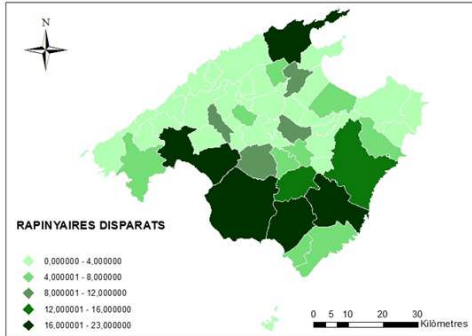 N
RAPINYAIRES DISPARATS
0,000000 - 4,000000
4,000001 - 8,000000
8,000001 - 12,000000
12,000001 - 16,000000
16,000001 - 23,000000
0 5 10 20 30
Kilòmetres